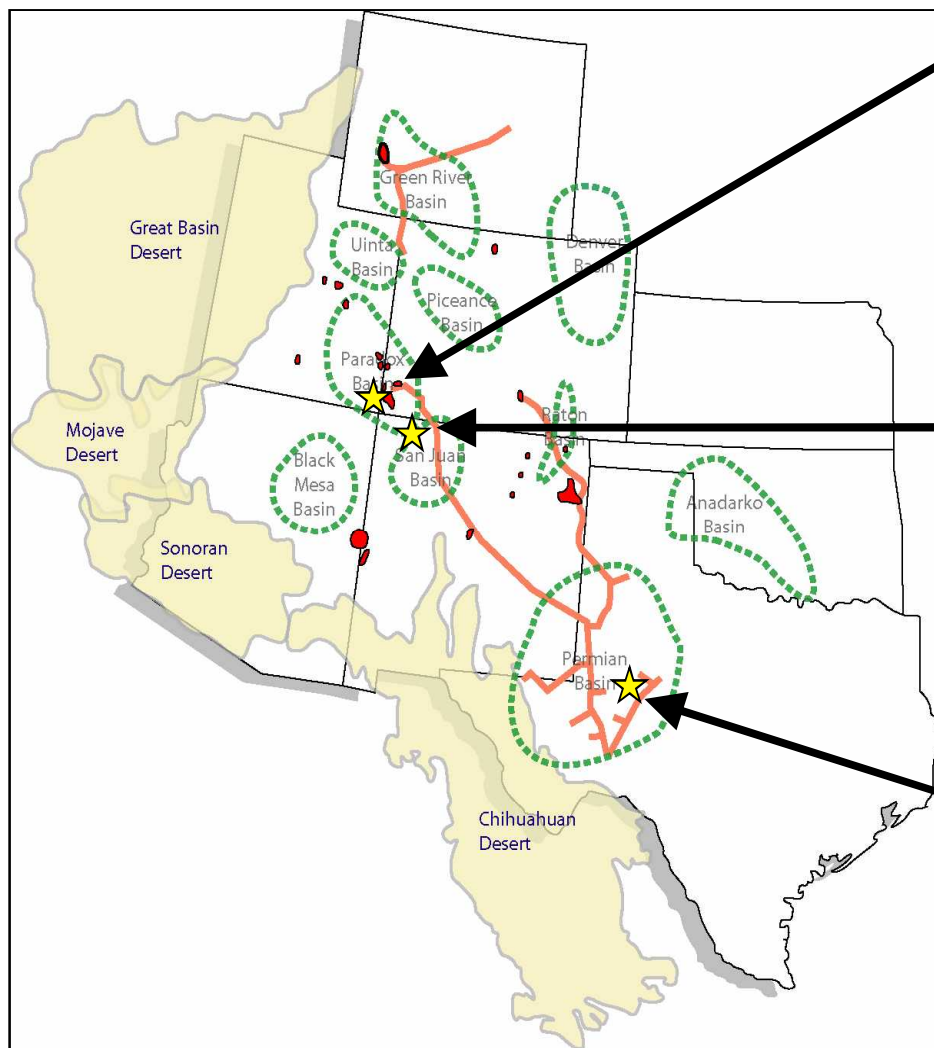 Green River
Basin
Great Basin
Desert
Uinta
Basin
Denver
Basin
Piceance
Basin
Paradox
Basin
Raton
Basin
Mojave
Desert
Black
Mesa
Basin
San Juan
Basin
Anadarko
Basin
Sonoran
Desert
Permian
Basin
Chihuahuan
Desert